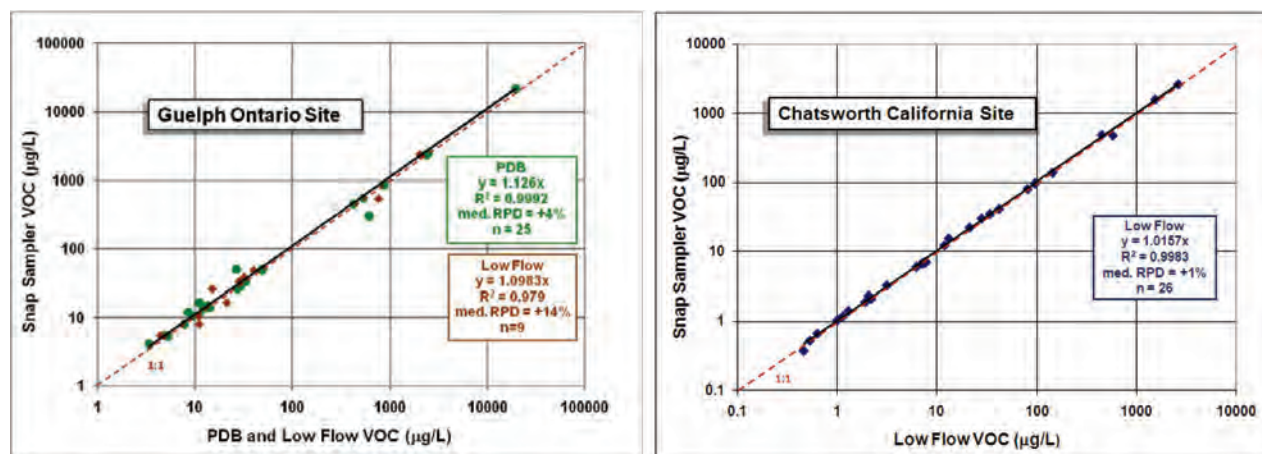 Guelph Ontario Site
Snap Sampler VOC (µg/L)
100000
10000
1000
100
10
1
PDB
y = 1.126x
R² = 0.9992
med. RPD = +4%
n = 25
Low Flow
y = 1.0983x
R² = 0.979
med. RPD = +14%
n=9
1:1
1
10
100
1000
10000
100000
PDB and Low Flow VOC (µg/L)
Chatsworth California Site
Snap Sampler VOC (µg/L)
10000
1000
100
10
1
0.1
Low Flow
y = 1.0157x
R² = 0.9983
med. RPD = +1%
n = 26
1:1
0.1
1
10
100
1000
10000
Low Flow VOC (µg/L)